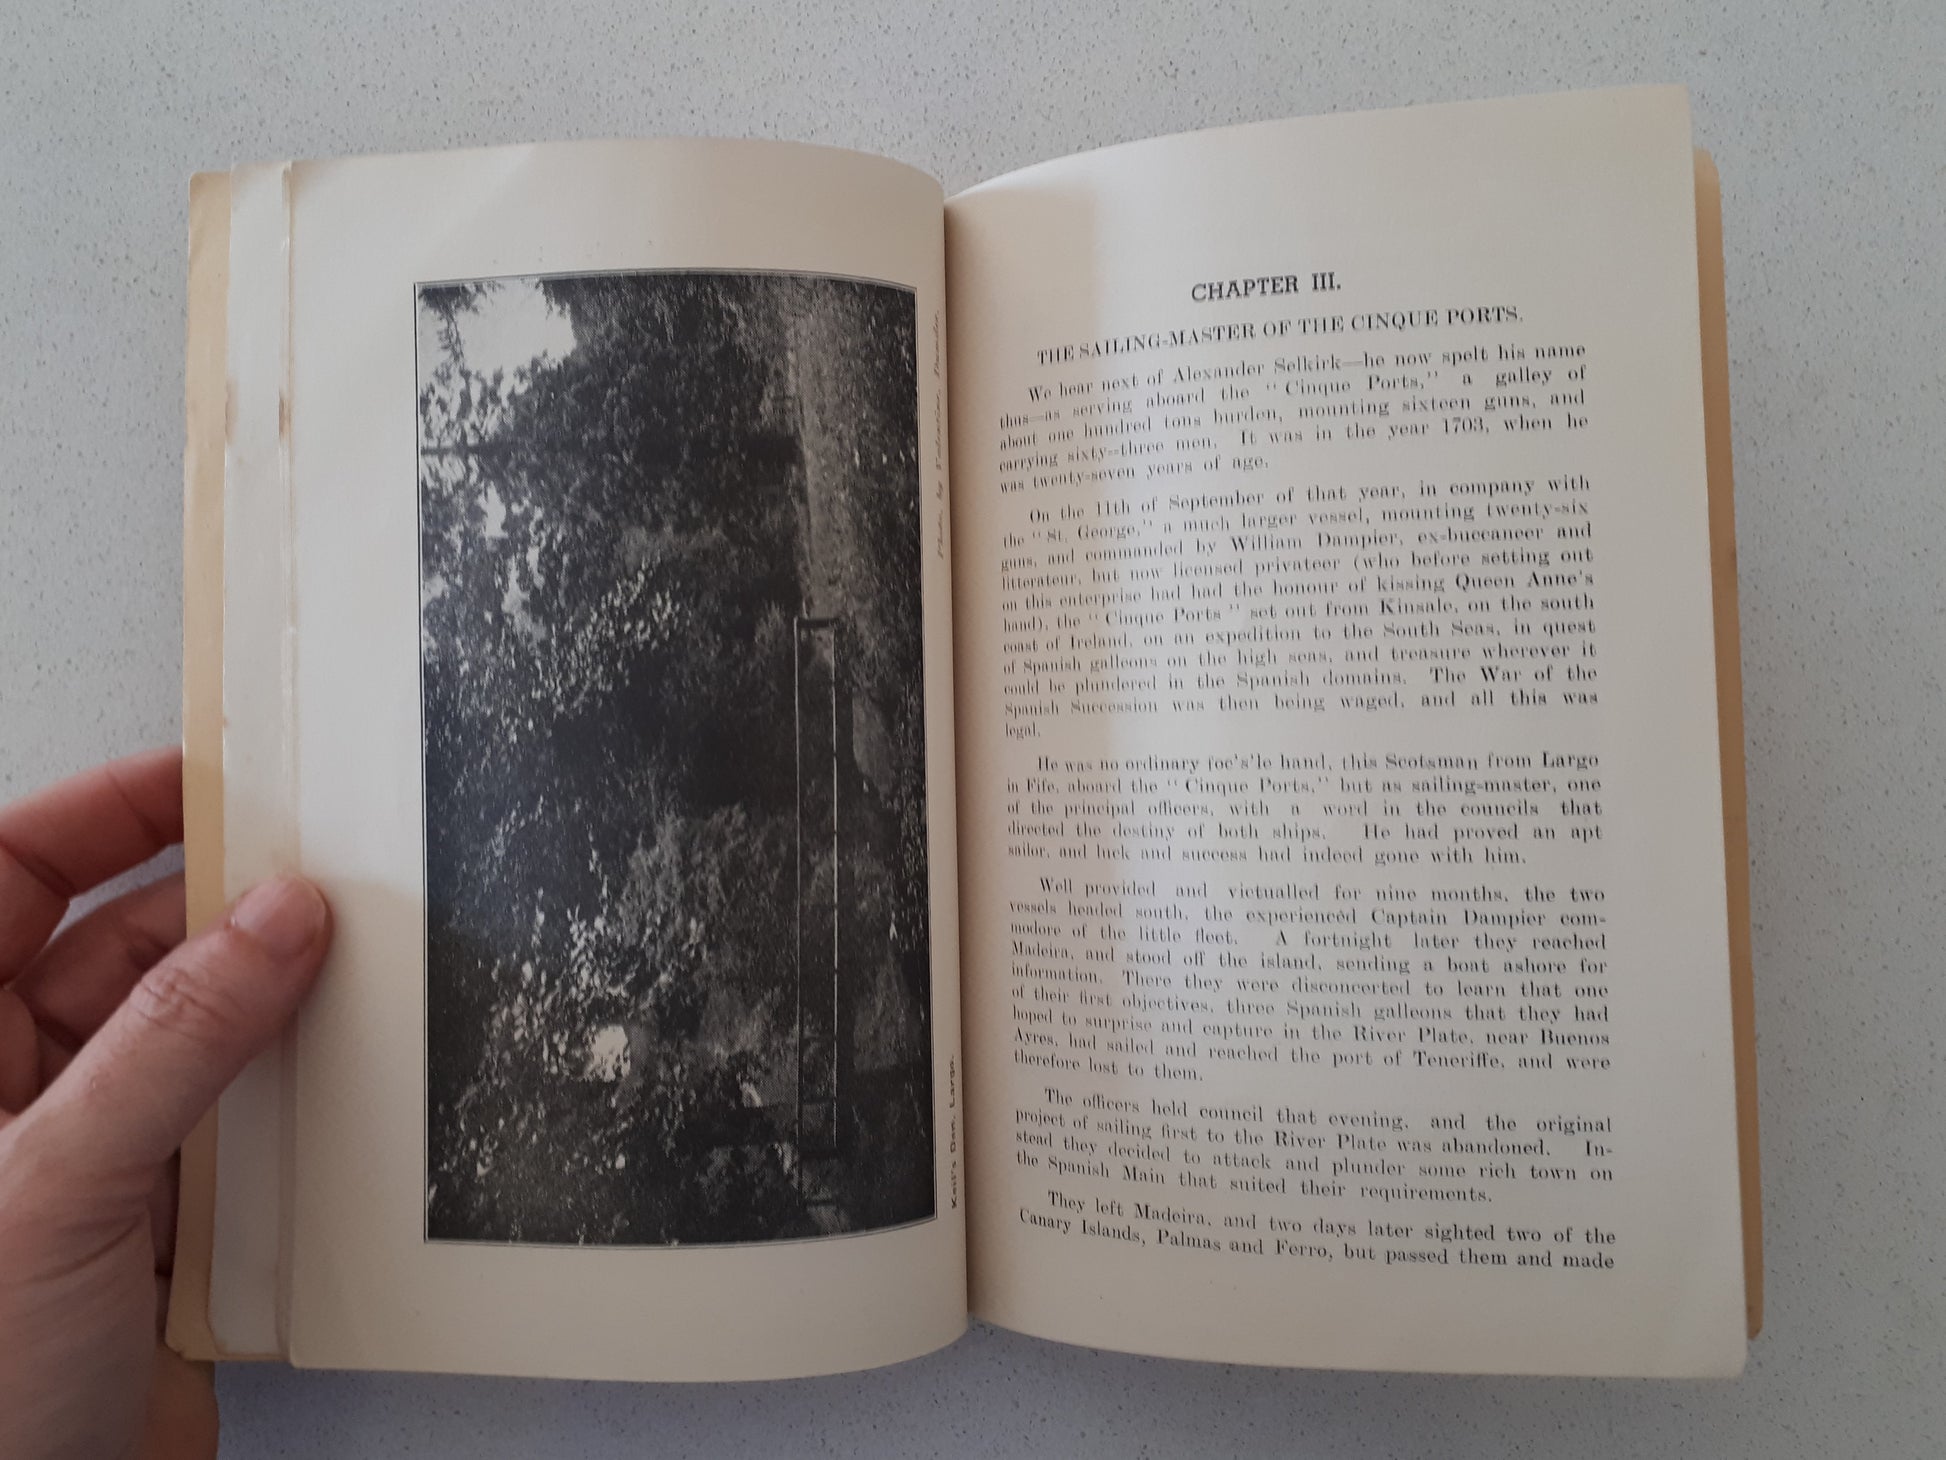 Photo. by Valentine, Dundee.
Keil's Den, Largo.
CHAPTER III.
THE SAILING-MASTER OF THE CINQUE PORTS.
We hear next of Alexander Selkirk—he now spelt his name
thus—as serving aboard the "Cinque Ports," a galley of
about one hundred tons burden, mounting sixteen guns, and
carrying sixty-three men. It was in the year 1703, when he
was twenty-seven years of age.
On the 11th of September of that year, in company with
the "St. George," a much larger vessel, mounting twenty-six
guns, and commanded by William Dampier, ex-buccaneer and
litterateur, but now licensed privateer (who before setting out
on this enterprise had had the honour of kissing Queen Anne's
hand), the "Cinque Ports" set out from Kinsale, on the south
coast of Ireland, on an expedition to the South Seas, in quest
of Spanish galleons on the high seas, and treasure wherever it
could be plundered in the Spanish domains. The War of the
Spanish Succession was then being waged, and all this was
legal.
He was no ordinary foc's'le hand, this Scotsman from Largo
in Fife, aboard the "Cinque Ports," but as sailing-master, one
of the principal officers, with a word in the councils that
directed the destiny of both ships. He had proved an apt
sailor, and luck and success had indeed gone with him.
Well provided and victualled for nine months, the two
vessels headed south, the experienced Captain Dampier com-
modore of the little fleet. A fortnight later they reached
Madeira, and stood off the island, sending a boat ashore for
information. There they were disconcerted to learn that one
of their first objectives, three Spanish galleons that they had
hoped to surprise and capture in the River Plate, near Buenos
Ayres, had sailed and reached the port of Teneriffe, and were
therefore lost to them.
The officers held council that evening, and the original
project of sailing first to the River Plate was abandoned. In-
stead they decided to attack and plunder some rich town on
the Spanish Main that suited their requirements.
They left Madeira, and two days later sighted two of the
Canary Islands, Palmas and Ferro, but passed them and made